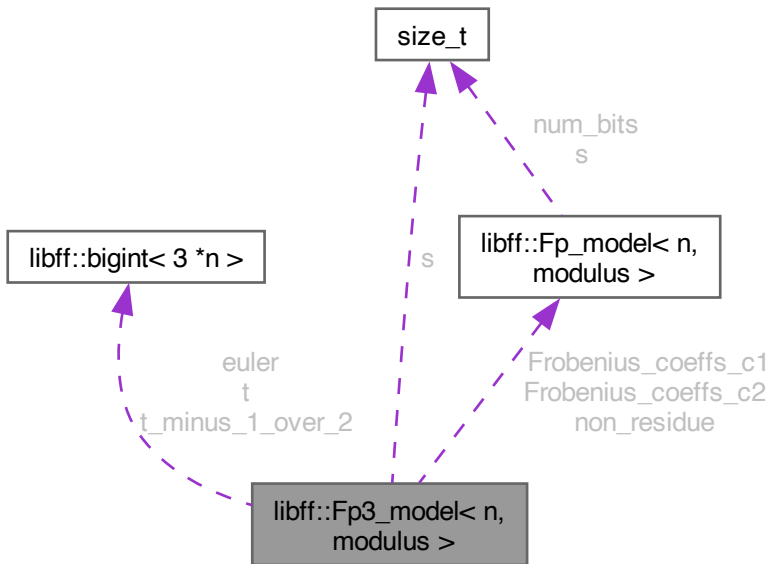 size_t
num_bits
s
libff::Fp_model< n,
modulus >
libff::bigint< 3 *n >
s
euler
t
t_minus_1_over_2
Frobenius_coeffs_c1
Frobenius_coeffs_c2
non_residue
libff::Fp3_model< n,
modulus >